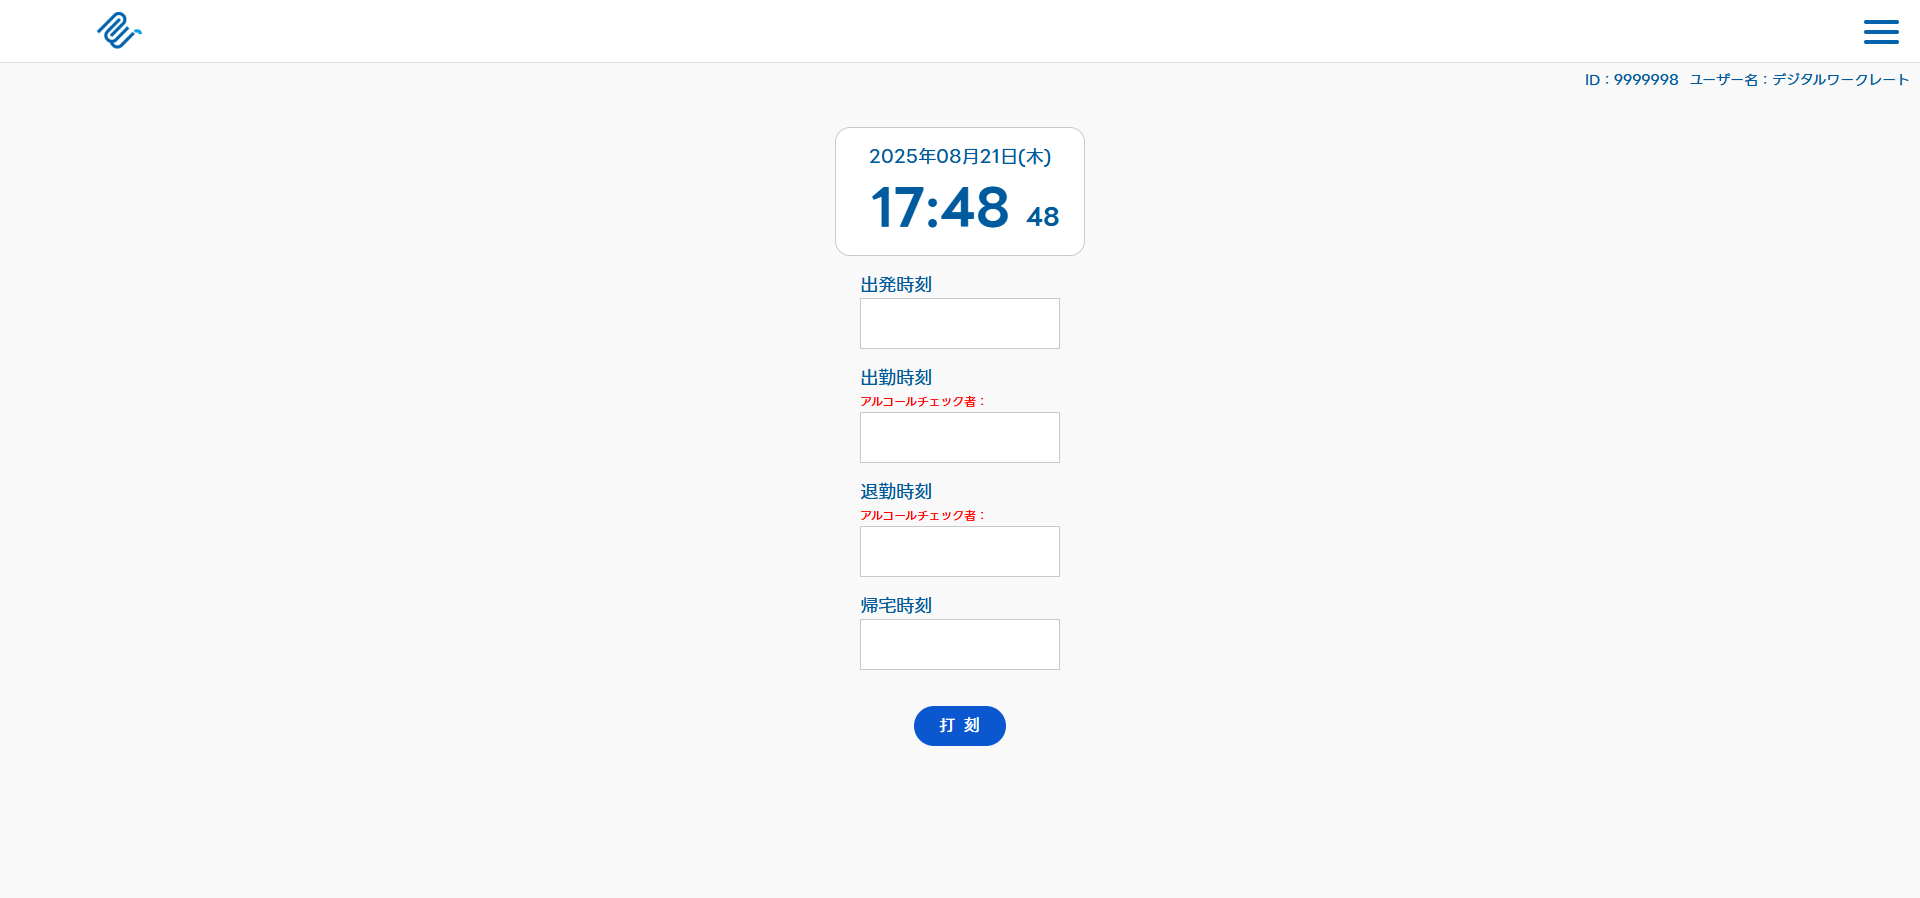 ID：9999998 ユーザー名：デジタルワークレート
2025年08月21日(木)
17:48 48
出発時刻
出勤時刻
アルコールチェック者：
退勤時刻
アルコールチェック者：
帰宅時刻
打 刻